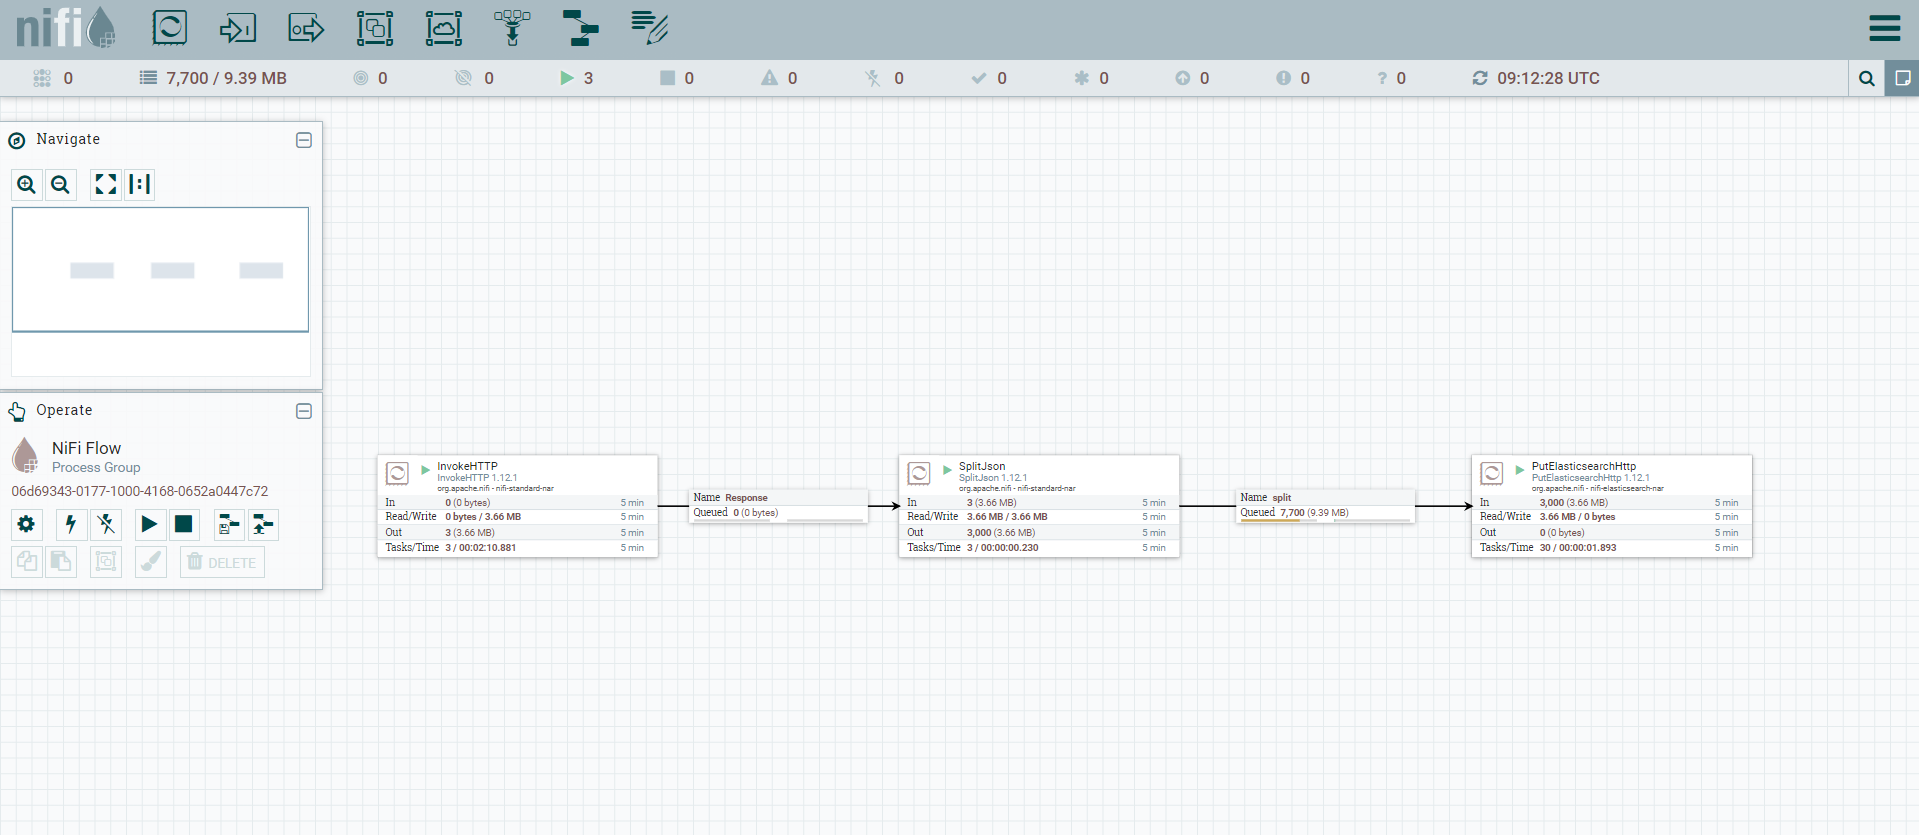 nifi
0 7,700 / 9.39 MB 0 0 3 0 0 0 0 0 0 0 ? 0 09:12:28 UTC
Navigate
Operate
NiFi Flow
Process Group
06d69343-0177-1000-4168-0652a0447c72
DELETE
InvokeHTTP
InvokeHTTP 1.12.1
org.apache.nifi - nifi-standard-nar
In 0 (0 bytes) 5 min
Read/Write 0 bytes / 3.66 MB 5 min
Out 3 (3.66 MB) 5 min
Tasks/Time 3 / 00:02:10.881 5 min
Name Response
Queued 0 (0 bytes)
SplitJson
SplitJson 1.12.1
org.apache.nifi - nifi-standard-nar
In 3 (3.66 MB) 5 min
Read/Write 3.66 MB / 3.66 MB 5 min
Out 3,000 (3.66 MB) 5 min
Tasks/Time 3 / 00:00:00.230 5 min
Name split
Queued 7,700 (9.39 MB)
PutElasticsearchHttp
PutElasticsearchHttp 1.12.1
org.apache.nifi - nifi-elasticsearch-nar
In 3,000 (3.66 MB) 5 min
Read/Write 3.66 MB / 0 bytes 5 min
Out 0 (0 bytes) 5 min
Tasks/Time 30 / 00:00:01.893 5 min